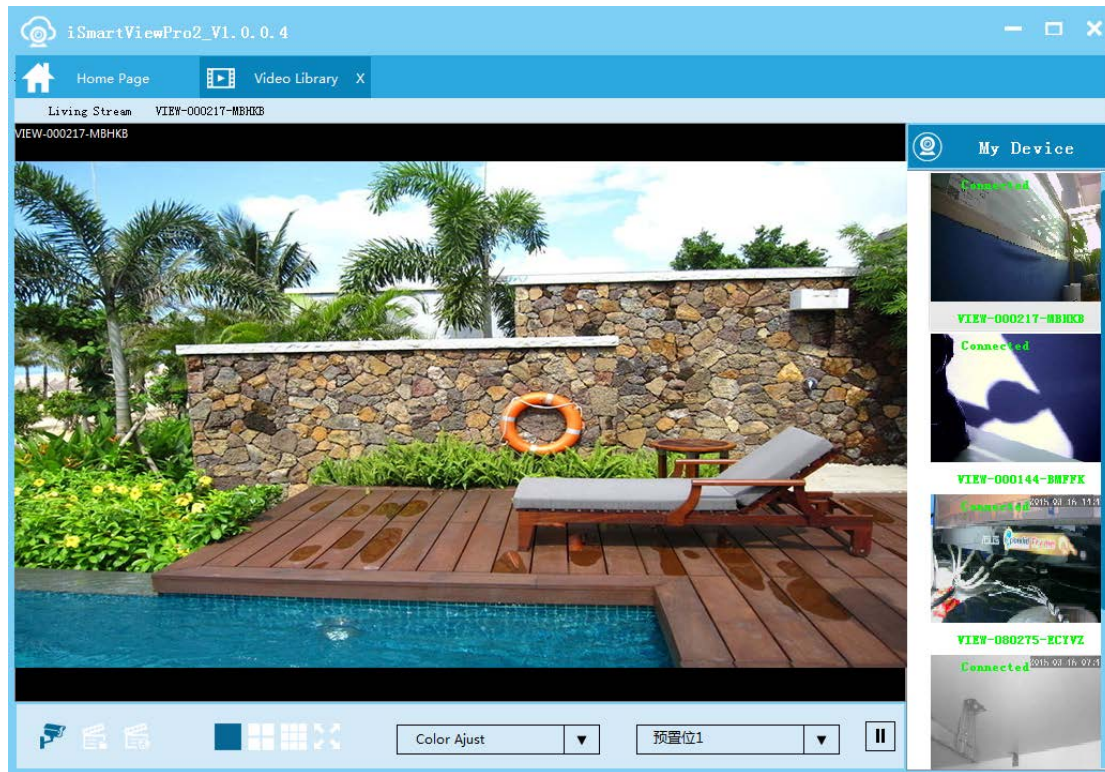 iSmartViewPro2_V1.0.0.4
Home Page
Video Library X
Living Stream VIEW-000217-MBHKB
VIEW-000217-MBHKB
My Device
Connected
VIEW-000217-MBHKB
Connected
VIEW-000144-BMFFK
Connected
VIEW-080275-ECYVZ
Connected
Color Ajust
预置位1